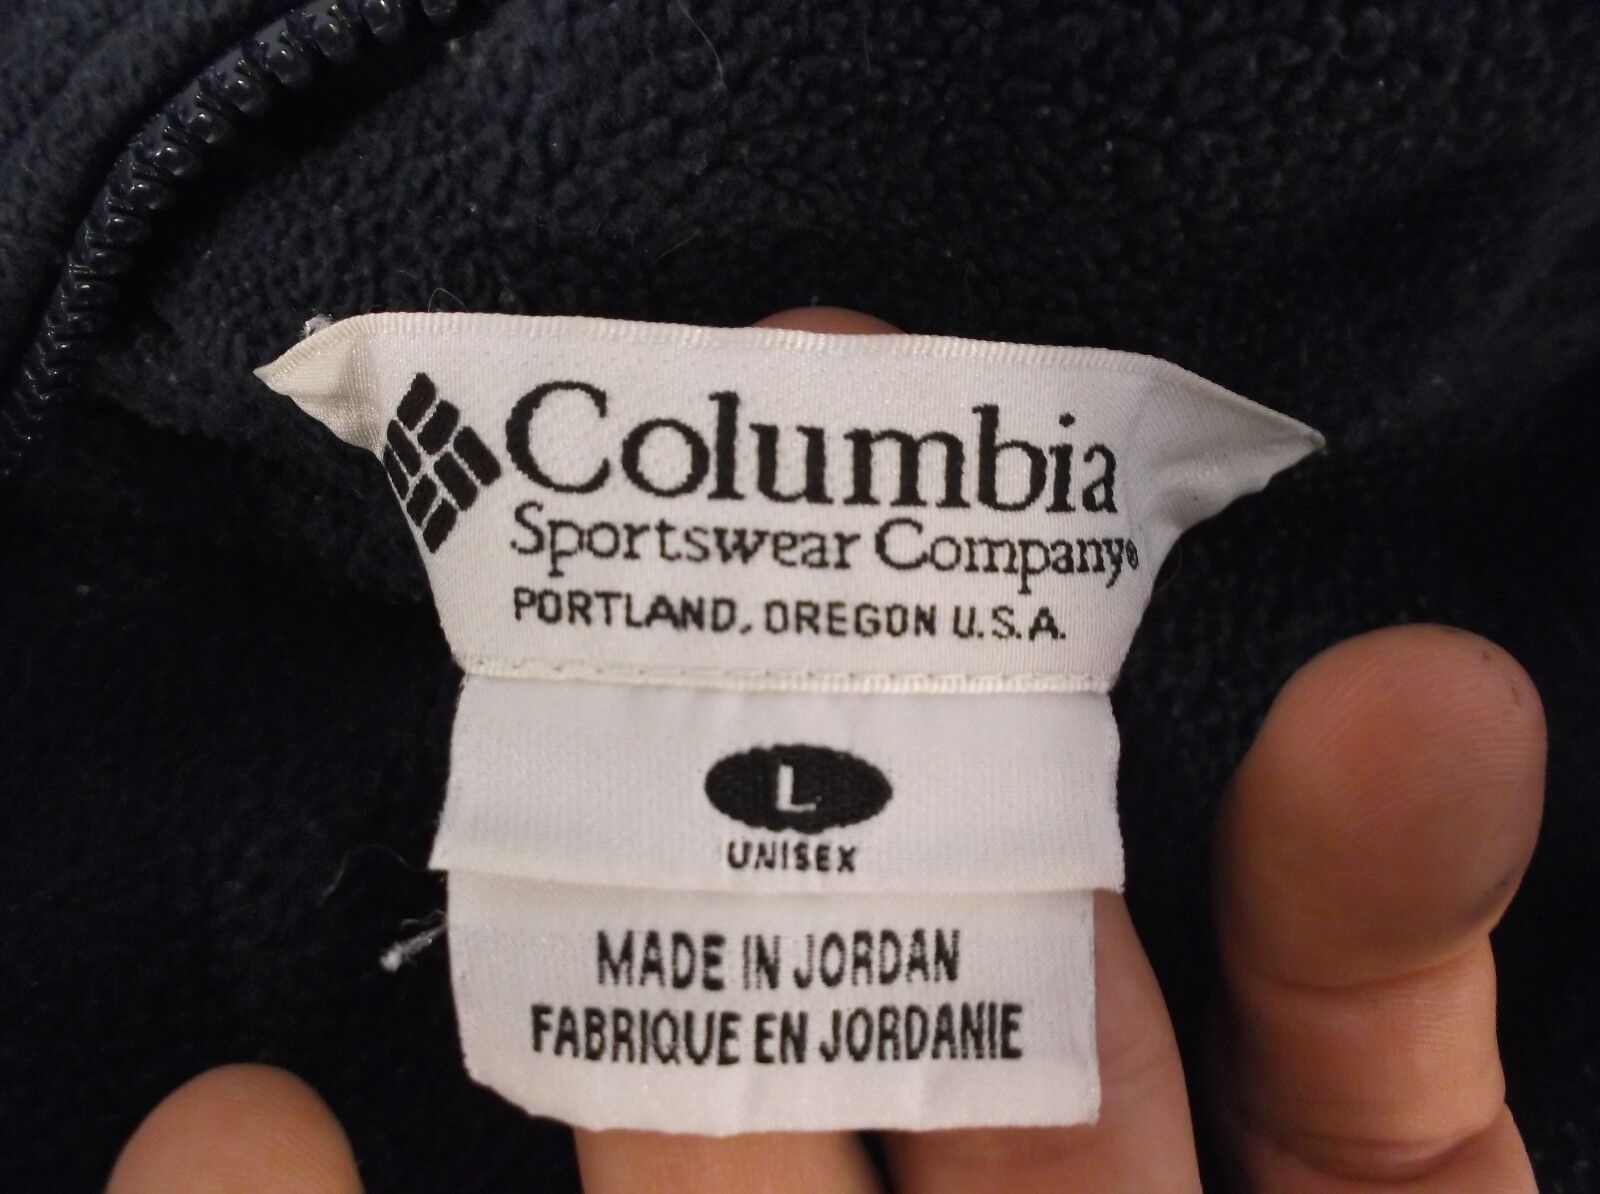 Columbia
Sportswear Company®
PORTLAND, OREGON U.S.A.
L
UNISEX
MADE IN JORDAN
FABRIQUE EN JORDANIE